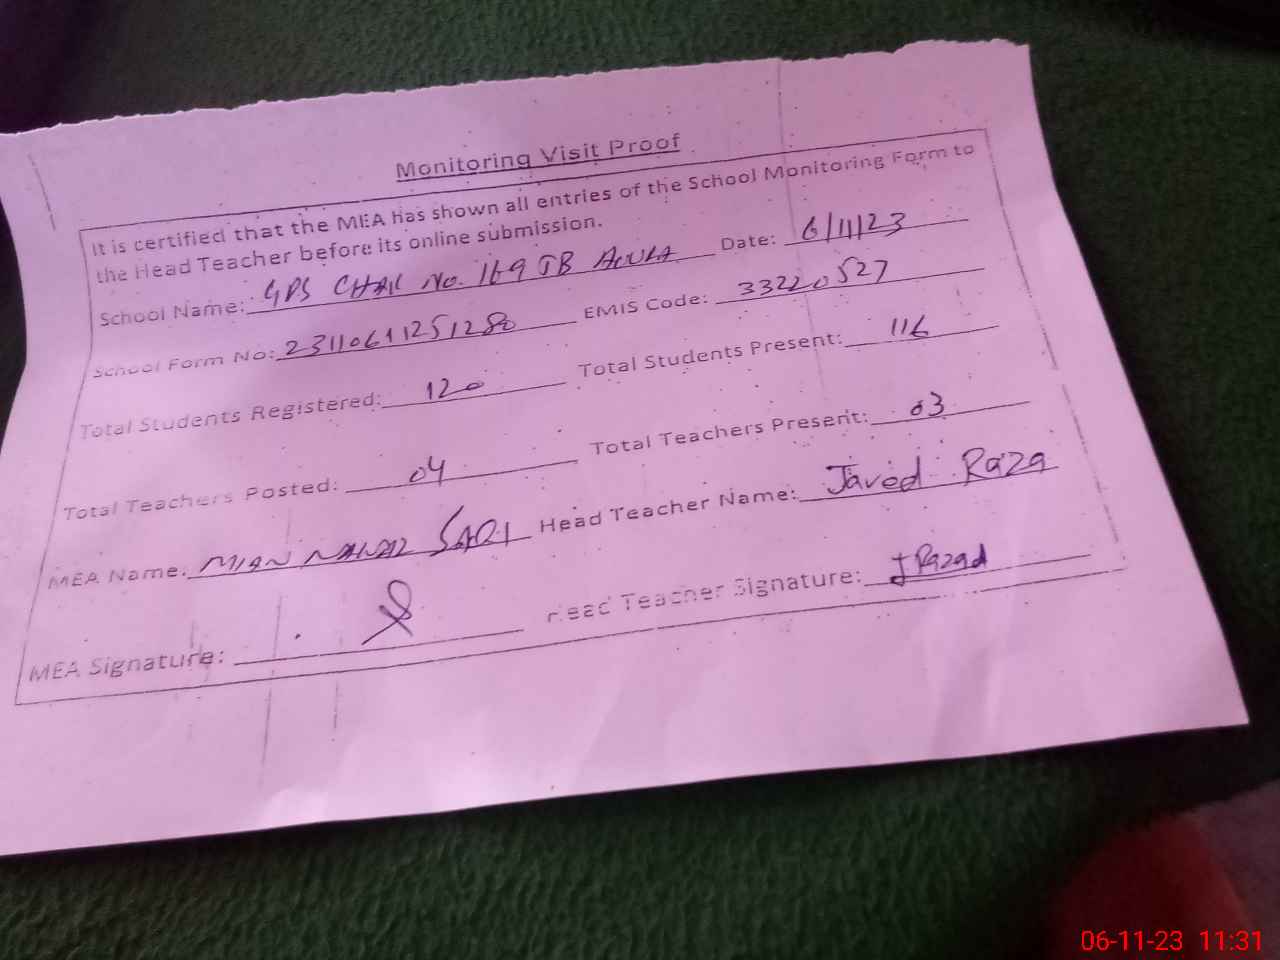 Monitoring Visit Proof
It is certified that the MEA has shown all entries of the School Monitoring Form to
the Head Teacher before its online submission.
School Name: GPS CHAK No. 169 JB Date: 6/11/23
School Form No: 23110611251280 EMIS Code: 33220527
Total Students Registered: 120 Total Students Present: 116
Total Teachers Posted: 04 Total Teachers Present: 03
MEA Name: MIAN NAWAZ Head Teacher Name: Javed Raza
MEA Signature: Head Teacher Signature:
06-11-23 11:31